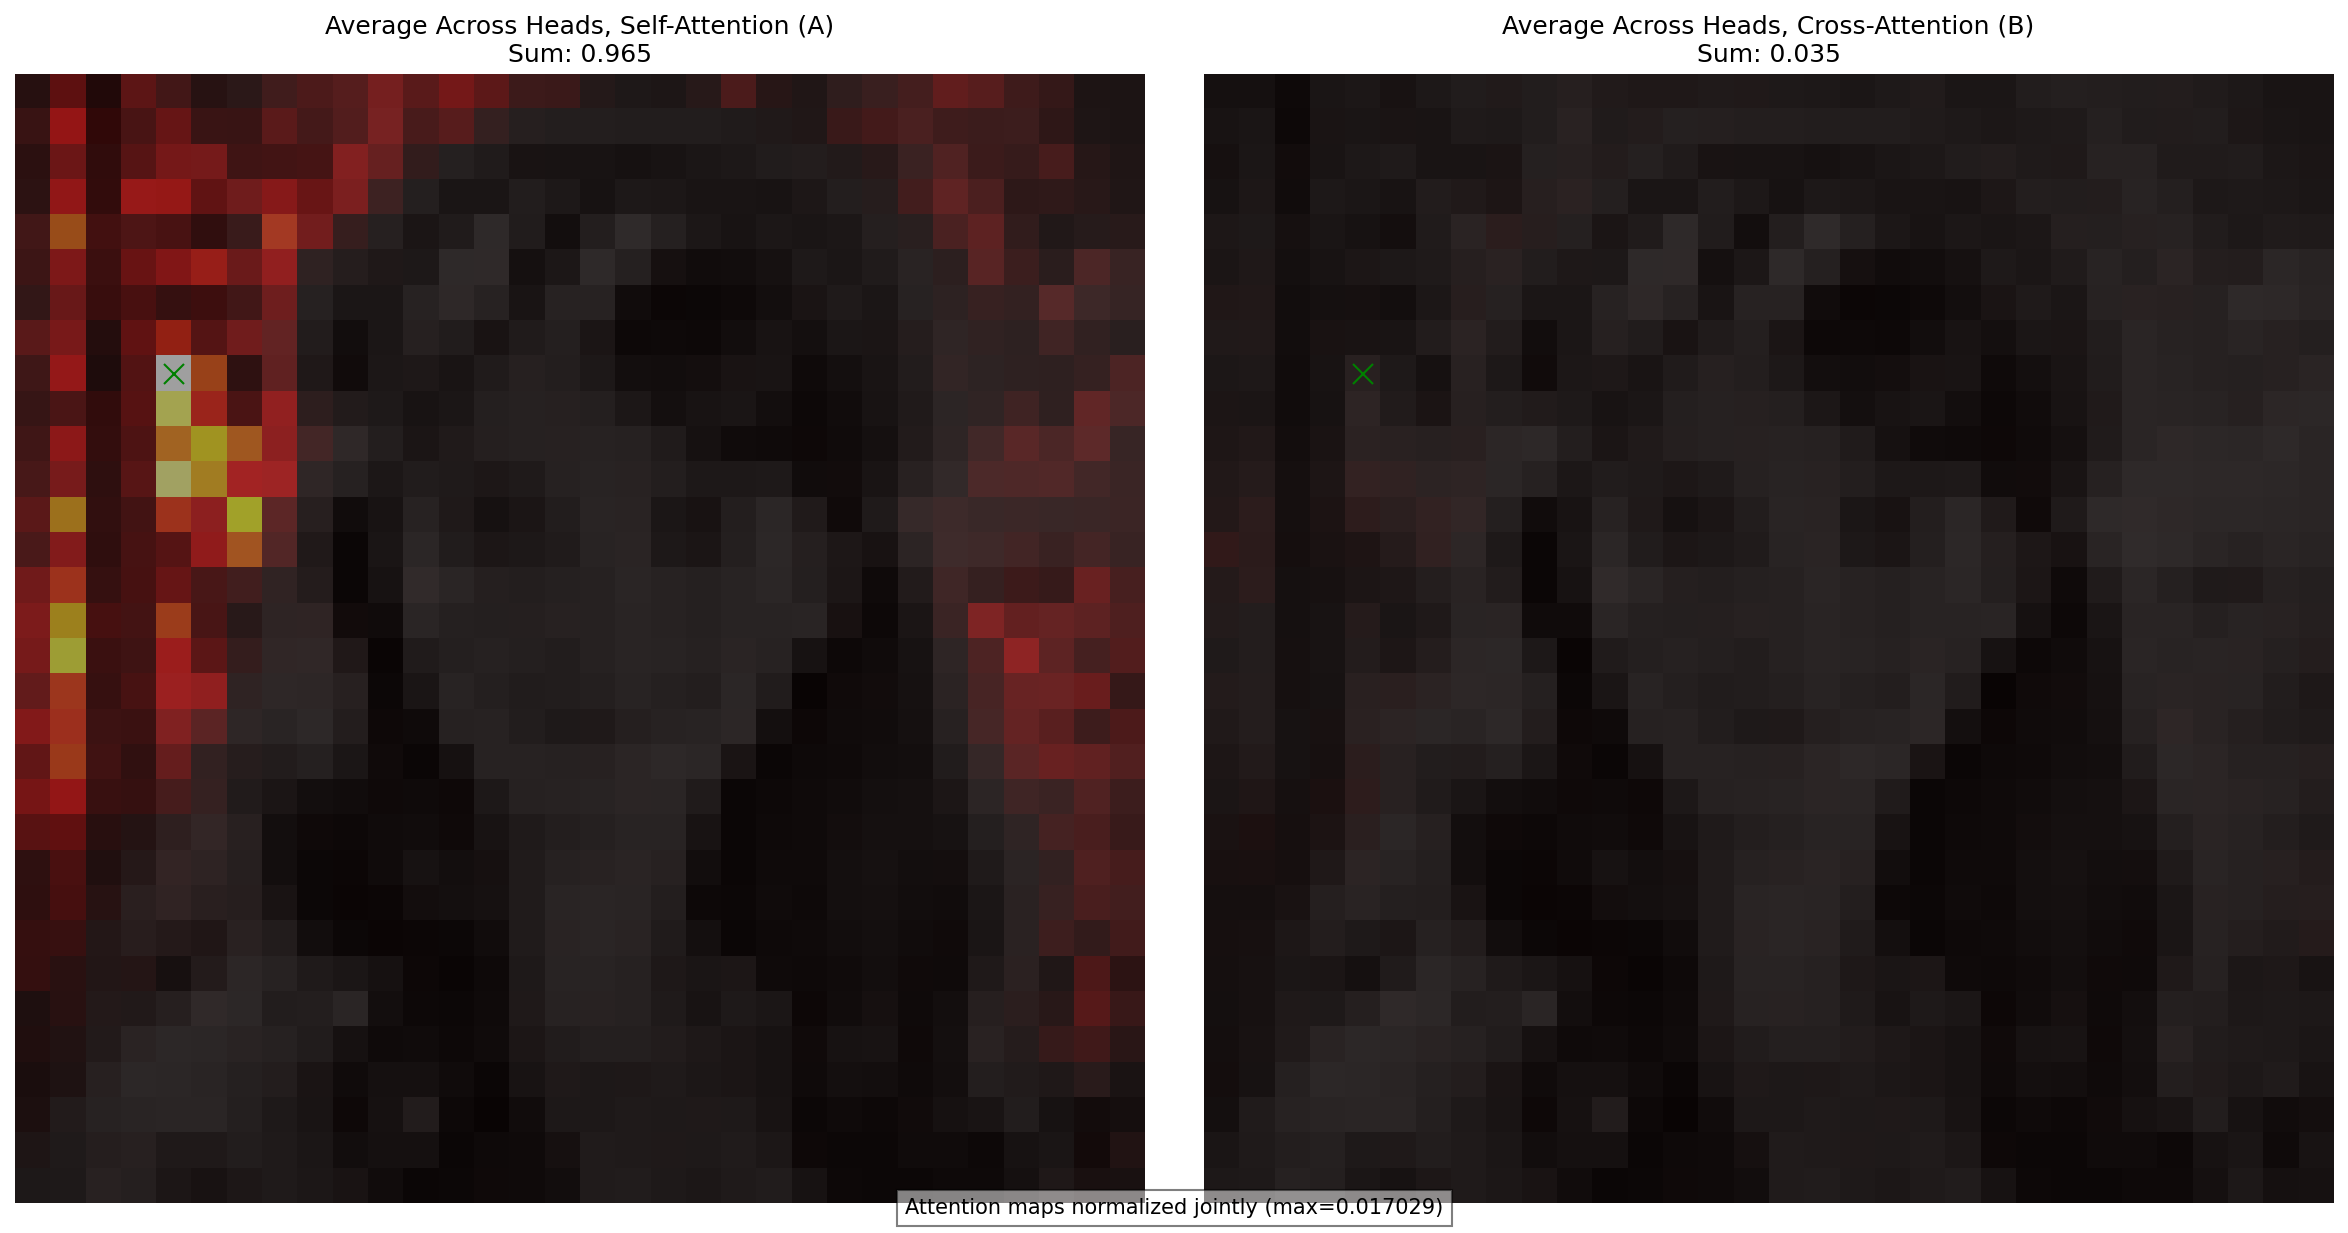 Average Across Heads, Self-Attention (A)
Sum: 0.965
Average Across Heads, Cross-Attention (B)
Sum: 0.035
Attention maps normalized jointly (max=0.017029)